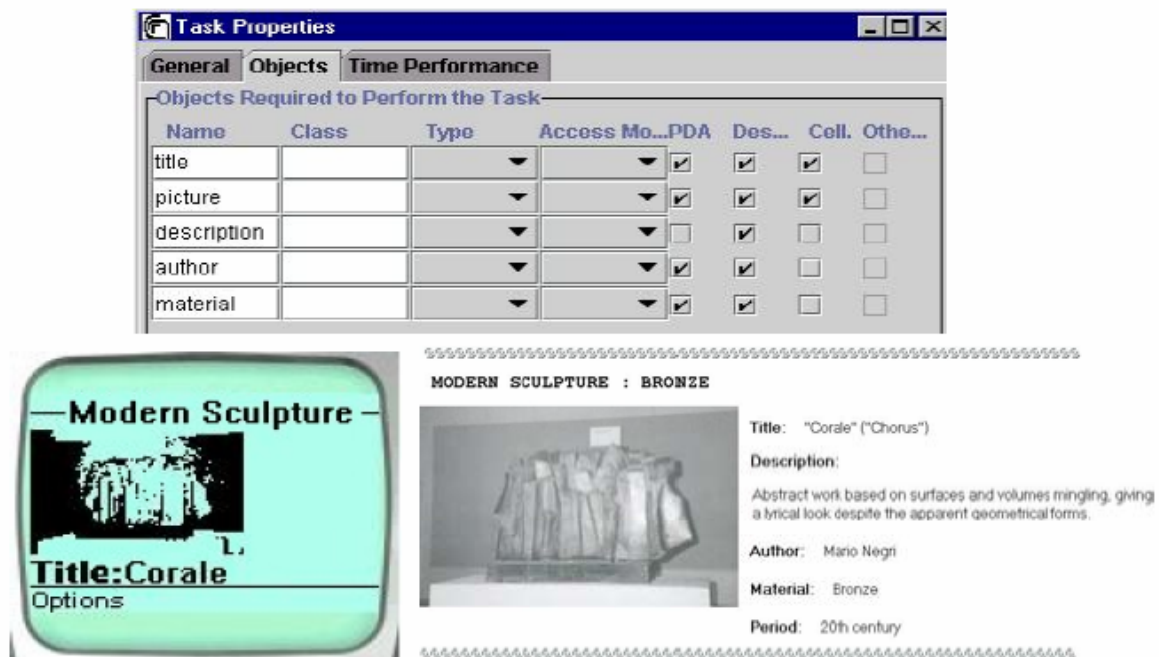 Task Properties
General Objects Time Performance
Objects Required to Perform the Task
Name Class Type Access Mo... PDA Des... Cell. Othe...
title
picture
description
author
material
Modern Sculpture
Title:Corale
Options
MODERN SCULPTURE : BRONZE
Title: "Corale" ("Chorus")
Description:
Abstract work based on surfaces and volumes mingling, giving
a lyrical look despite the apparent geometrical forms.
Author: Mario Negri
Material: Bronze
Period: 20th century